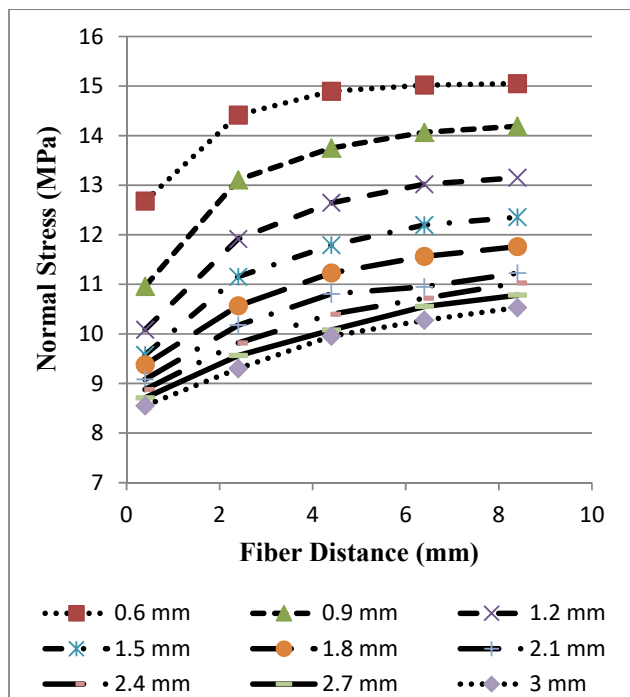 16
15
14
13
12
11
10
9
8
7
Normal Stress (MPa)
0 2 4 6 8 10
Fiber Distance (mm)
0.6 mm 0.9 mm 1.2 mm
1.5 mm 1.8 mm 2.1 mm
2.4 mm 2.7 mm 3 mm